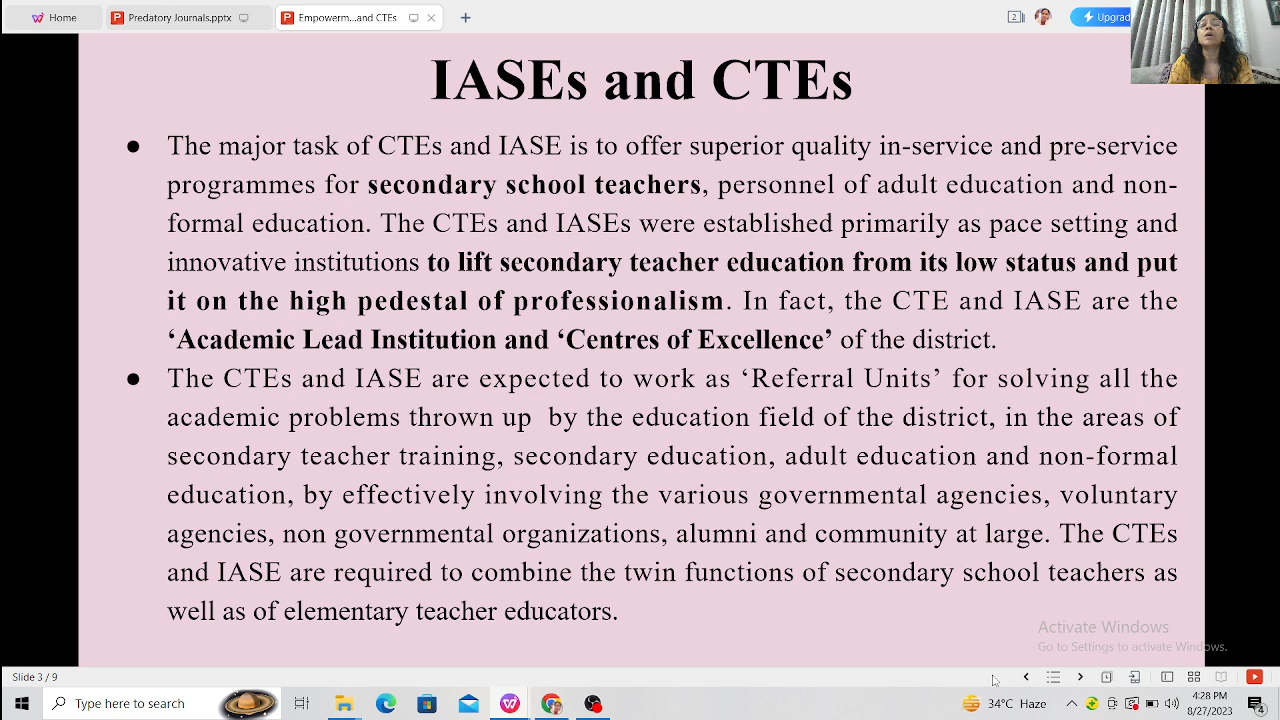 Home
Predatory Journals.pptx
Empowerm...and CTEs
2
Upgrad
IASEs and CTEs
● The major task of CTEs and IASE is to offer superior quality in-service and pre-service
programmes for secondary school teachers, personnel of adult education and non-
formal education. The CTEs and IASEs were established primarily as pace setting and
innovative institutions to lift secondary teacher education from its low status and put
it on the high pedestal of professionalism. In fact, the CTE and IASE are the
‘Academic Lead Institution and ‘Centres of Excellence’ of the district.
● The CTEs and IASE are expected to work as ‘Referral Units’ for solving all the
academic problems thrown up by the education field of the district, in the areas of
secondary teacher training, secondary education, adult education and non-formal
education, by effectively involving the various governmental agencies, voluntary
agencies, non governmental organizations, alumni and community at large. The CTEs
and IASE are required to combine the twin functions of secondary school teachers as
well as of elementary teacher educators.
Activate Windows
Go to Settings to activate Windows.
Slide 3 / 9
Type here to search
34°C Haze
4:28 PM
8/27/2023
4